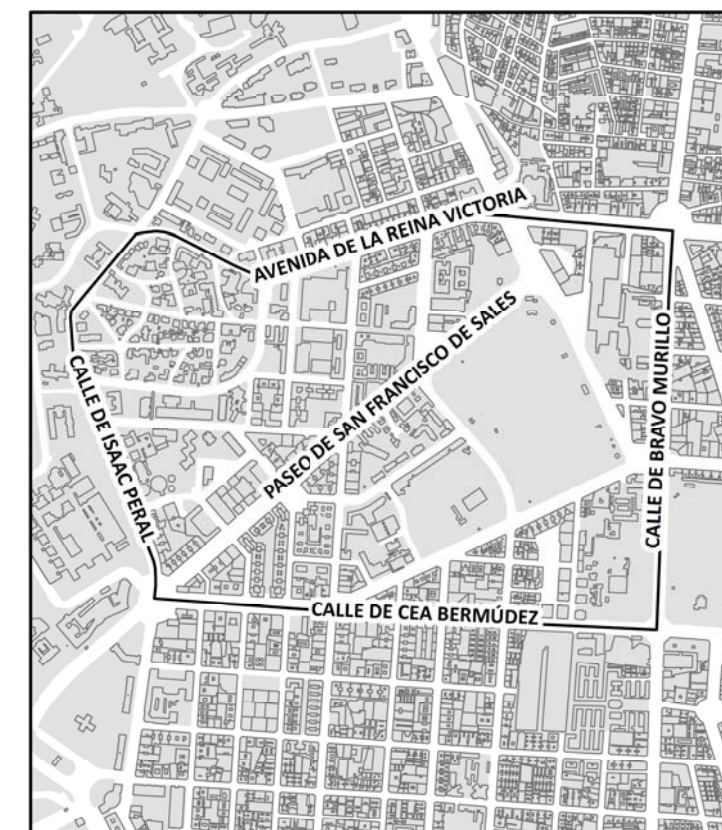 AVENIDA DE LA REINA VICTORIA
PASEO DE SAN FRANCISCO DE SALES
CALLE DE ISAAC PERAL
CALLE DE BRAVO MURILLO
CALLE DE CEA BERMÚDEZ